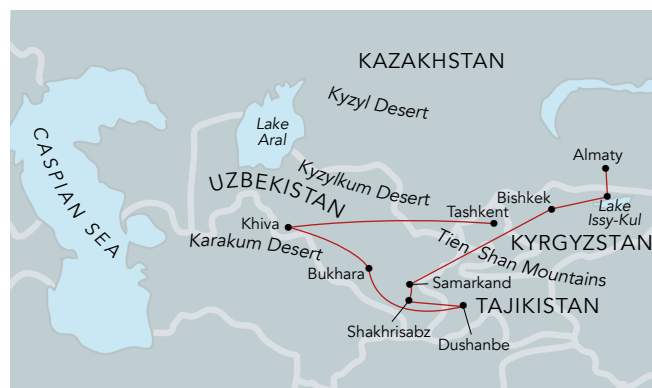 KAZAKHSTAN
Kyzyl Desert
CASPIAN SEA
Lake
Aral
Almaty
Kyzylkum Desert
UZBEKISTAN
Bishkek
Lake
Issy-Kul
Tashkent
Khiva
KYRGYZSTAN
Karakum Desert
Tien Shan Mountains
Bukhara
Samarkand
TAJIKISTAN
Shakhrisabz
Dushanbe